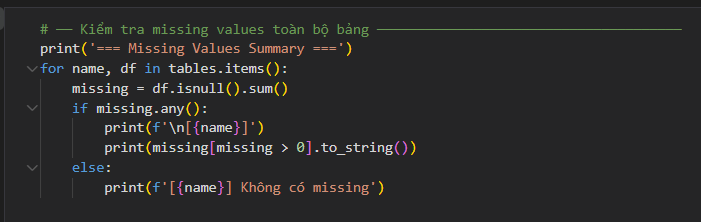 # ── Kiểm tra missing values toàn bộ bảng ──────────────────────────────────────
print('=== Missing Values Summary ===')
for name, df in tables.items():
    missing = df.isnull().sum()
    if missing.any():
        print(f'\n[{name}]')
        print(missing[missing > 0].to_string())
    else:
        print(f'[{name}] Không có missing')